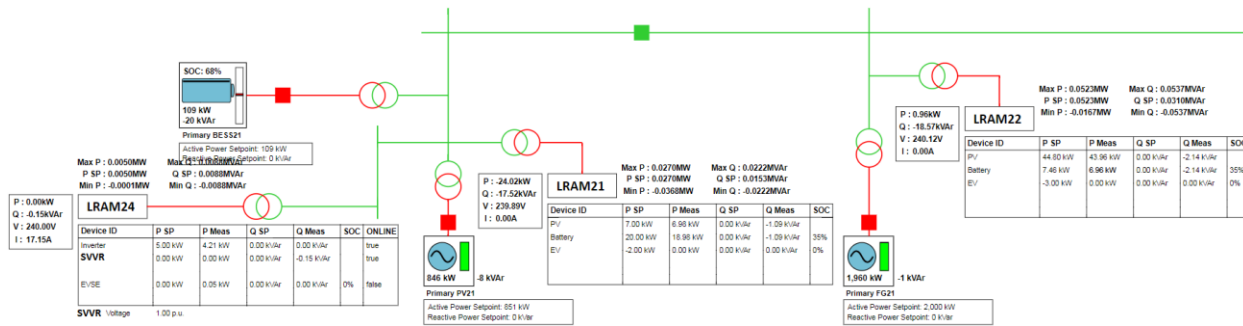 SOC: 68%
109 kW
-20 kVAr
Primary BESS21
Active Power Setpoint: 109 kW
Reactive Power Setpoint: 0 kVAr
Max P : 0.0050MW Max Q : 0.0088MVAr
P SP : 0.0050MW Q SP : 0.0088MVAr
Min P : -0.0001MW Min Q : -0.0088MVAr
P : 0.00kW
Q : -0.15kVAr
V : 240.00V
I : 17.15A
LRAM24
Device ID P SP P Meas Q SP Q Meas SOC ONLINE
Inverter 5.00 kW 4.21 kW 0.00 kVAr 0.00 kVAr true
SVVR 0.00 kW 0.00 kW 0.00 kVAr -0.15 kVAr true
EVSE 0.00 kW 0.05 kW 0.00 kVAr 0.00 kVAr 0% false
SVVR Voltage 1.00 p.u.
P : -24.02kW
Q : -17.52kVAr
V : 239.89V
I : 0.00A
LRAM21
Max P : 0.0270MW Max Q : 0.0222MVAr
P SP : 0.0270MW Q SP : 0.0153MVAr
Min P : -0.0368MW Min Q : -0.0222MVAr
Device ID P SP P Meas Q SP Q Meas SOC
PV 7.00 kW 6.96 kW 0.00 kVAr -1.09 kVAr
Battery 20.00 kW 18.96 kW 0.00 kVAr -1.09 kVAr 35%
EV -2.00 kW 0.00 kW 0.00 kVAr 0.00 kVAr 0%
846 kW -8 kVAr
Primary PV21
Active Power Setpoint: 851 kW
Reactive Power Setpoint: 0 kVAr
P : 0.96kW
Q : -18.57kVAr
V : 240.12V
I : 0.00A
LRAM22
Max P : 0.0523MW Max Q : 0.0537MVAr
P SP : 0.0523MW Q SP : 0.0310MVAr
Min P : -0.0167MW Min Q : -0.0537MVAr
Device ID P SP P Meas Q SP Q Meas SOC
PV 44.80 kW 43.96 kW 0.00 kVAr -2.14 kVAr
Battery 7.46 kW 6.96 kW 0.00 kVAr -2.14 kVAr 35%
EV -3.00 kW 0.00 kW 0.00 kVAr 0.00 kVAr 0%
1,960 kW -1 kVAr
Primary FG21
Active Power Setpoint: 2,000 kW
Reactive Power Setpoint: 0 kVAr